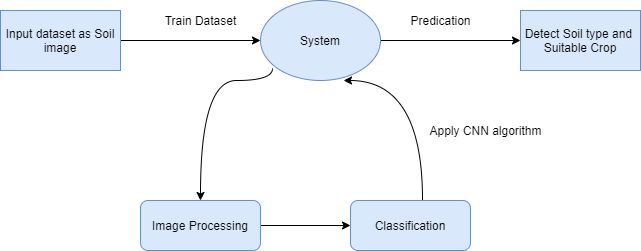 Input dataset as Soil
image
Train Dataset
System
Predication
Detect Soil type and
Suitable Crop
Apply CNN algorithm
Image Processing
Classification